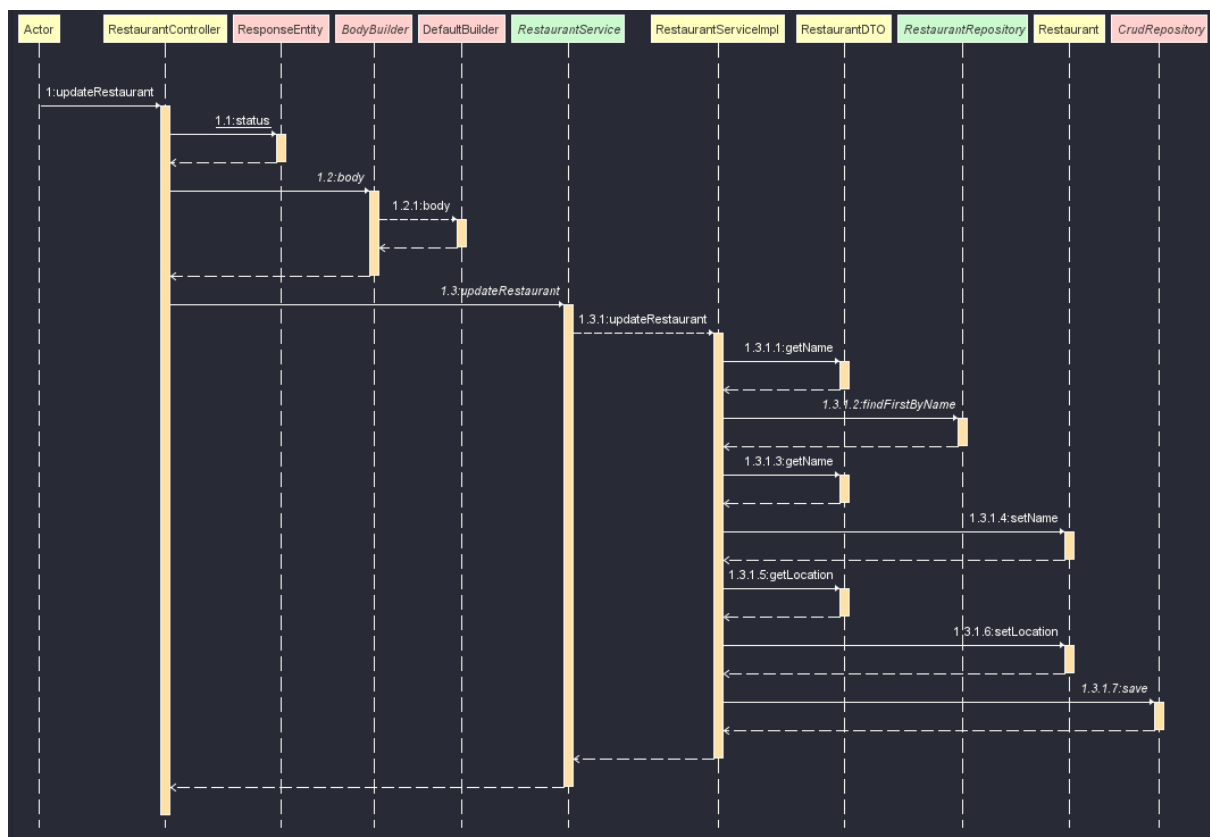 Actor
RestaurantController
ResponseEntity
BodyBuilder
DefaultBuilder
RestaurantService
RestaurantServiceImpl
RestaurantDTO
RestaurantRepository
Restaurant
CrudRepository
1:updateRestaurant
1.1:status
1.2:body
1.2.1:body
1.3:updateRestaurant
1.3.1:updateRestaurant
1.3.1.1:getName
1.3.1.2:findFirstByName
1.3.1.3:getName
1.3.1.4:setName
1.3.1.5:getLocation
1.3.1.6:setLocation
1.3.1.7:save